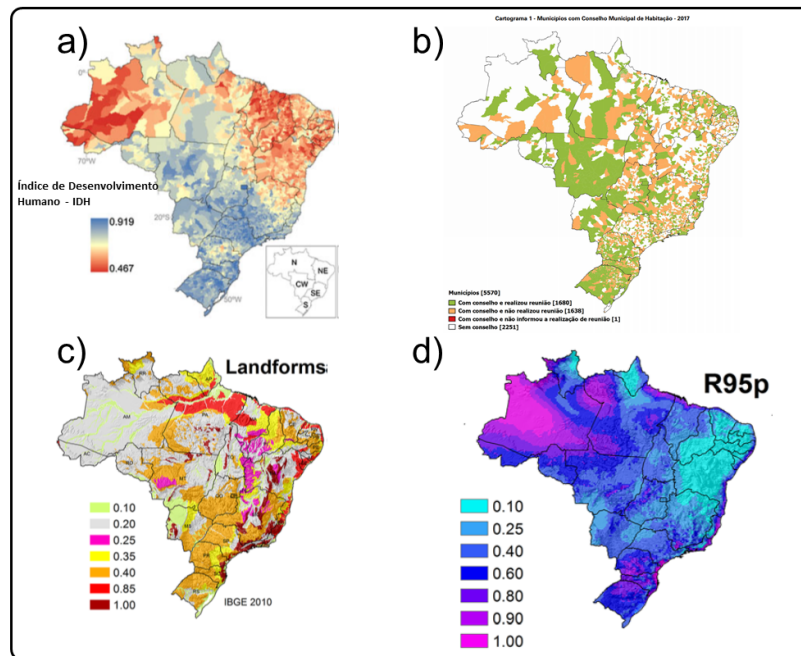 a)
0°
70°W
Índice de Desenvolvimento
Humano - IDH
20°S
0.919
0.467
50°W
N
NE
CW
SE
S
b)
Cartograma 1 - Municípios com Conselho Municipal de Habitação - 2017
Municípios [5570]
Com conselho e realizou reunião [1680]
Com conselho e não realizou reunião [1638]
Com conselho e não informou a realização de reunião [1]
Sem conselho [2251]
c)
Landforms
AM
AC
PA
0.10
0.20
0.25
0.35
0.40
0.85
1.00
IBGE 2010
d)
R95p
0.10
0.25
0.40
0.60
0.80
0.90
1.00